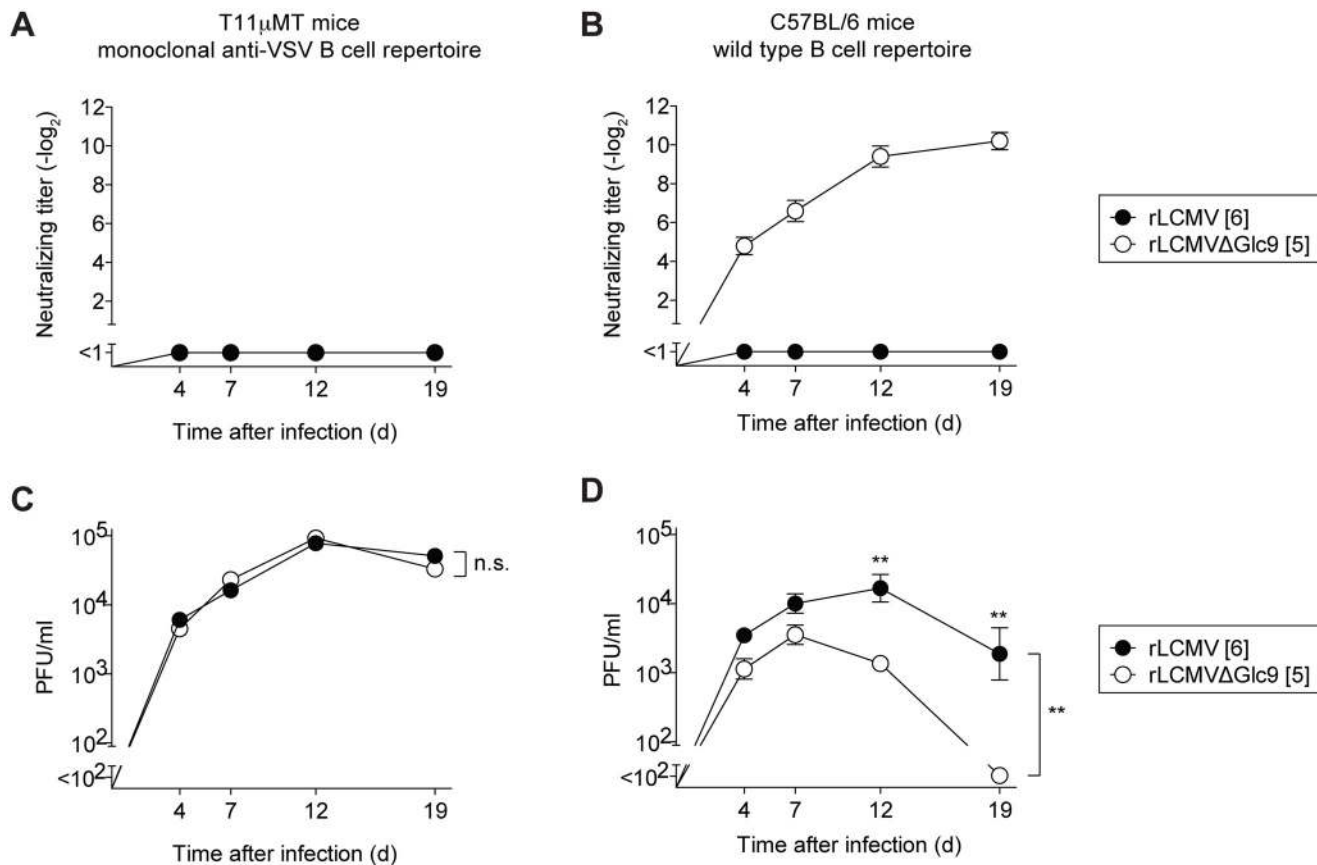 A
T11μMT mice
monoclonal anti-VSV B cell repertoire
Neutralizing titer (-log2)
12
10
8
6
4
2
<1
4 7 12 19
Time after infection (d)
B
C57BL/6 mice
wild type B cell repertoire
Neutralizing titer (-log2)
12
10
8
6
4
2
<1
4 7 12 19
Time after infection (d)
rLCMV [6]
rLCMVΔGlc9 [5]
C
PFU/ml
10^5
10^4
10^3
10^2
<10^2
n.s.
4 7 12 19
Time after infection (d)
D
PFU/ml
10^5
10^4
10^3
10^2
<10^2
**
**
**
4 7 12 19
Time after infection (d)
rLCMV [6]
rLCMVΔGlc9 [5]